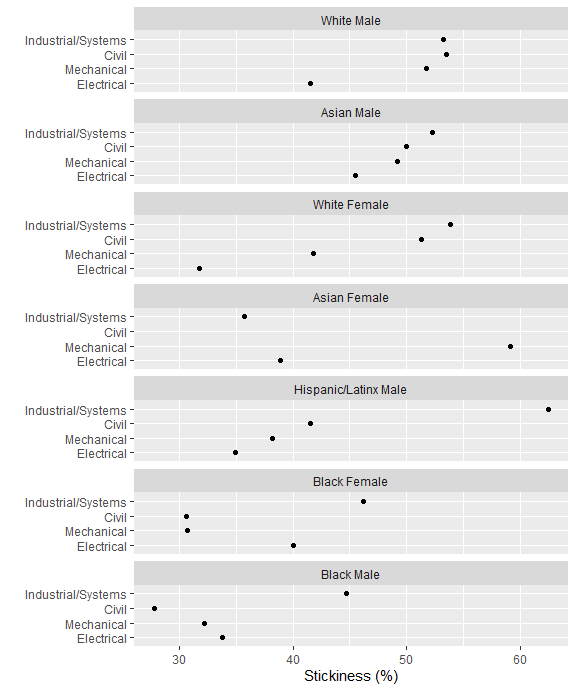 White Male
Industrial/Systems
Civil
Mechanical
Electrical
Asian Male
Industrial/Systems
Civil
Mechanical
Electrical
White Female
Industrial/Systems
Civil
Mechanical
Electrical
Asian Female
Industrial/Systems
Civil
Mechanical
Electrical
Hispanic/Latinx Male
Industrial/Systems
Civil
Mechanical
Electrical
Black Female
Industrial/Systems
Civil
Mechanical
Electrical
Black Male
Industrial/Systems
Civil
Mechanical
Electrical
30 40 50 60
Stickiness (%)